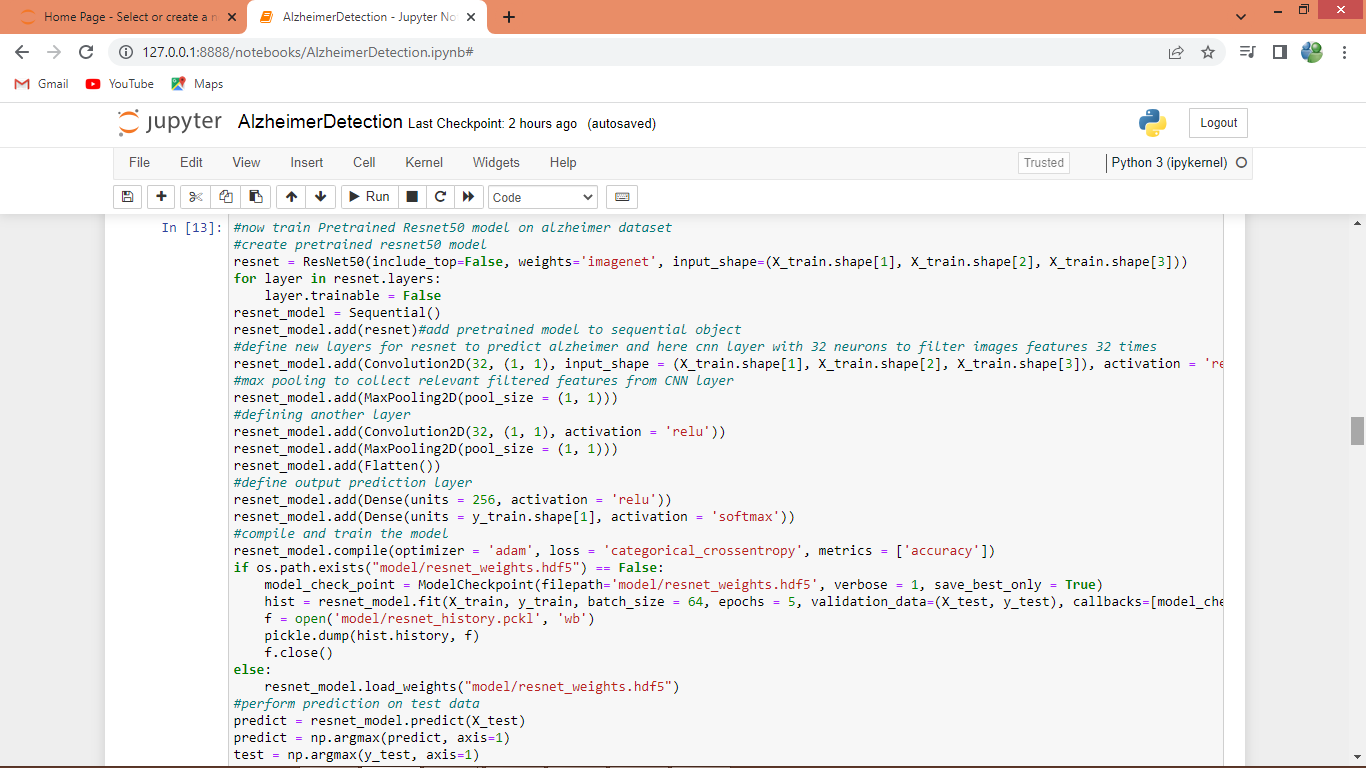 Home Page - Select or create a n
AlzheimerDetection - Jupyter No
127.0.0.1:8888/notebooks/AlzheimerDetection.ipynb#
Gmail YouTube Maps
jupyter AlzheimerDetection Last Checkpoint: 2 hours ago (autosaved) Logout
File Edit View Insert Cell Kernel Widgets Help Trusted Python 3 (ipykernel)
Run Code
In [13]: #now train Pretrained Resnet50 model on alzheimer dataset
#create pretrained resnet50 model
resnet = ResNet50(include_top=False, weights='imagenet', input_shape=(X_train.shape[1], X_train.shape[2], X_train.shape[3]))
for layer in resnet.layers:
    layer.trainable = False
resnet_model = Sequential()
resnet_model.add(resnet)#add pretrained model to sequential object
#define new layers for resnet to predict alzheimer and here cnn layer with 32 neurons to filter images features 32 times
resnet_model.add(Convolution2D(32, (1, 1), input_shape = (X_train.shape[1], X_train.shape[2], X_train.shape[3]), activation = 're
#max pooling to collect relevant filtered features from CNN layer
resnet_model.add(MaxPooling2D(pool_size = (1, 1)))
#defining another layer
resnet_model.add(Convolution2D(32, (1, 1), activation = 'relu'))
resnet_model.add(MaxPooling2D(pool_size = (1, 1)))
resnet_model.add(Flatten())
#define output prediction layer
resnet_model.add(Dense(units = 256, activation = 'relu'))
resnet_model.add(Dense(units = y_train.shape[1], activation = 'softmax'))
#compile and train the model
resnet_model.compile(optimizer = 'adam', loss = 'categorical_crossentropy', metrics = ['accuracy'])
if os.path.exists("model/resnet_weights.hdf5") == False:
    model_check_point = ModelCheckpoint(filepath='model/resnet_weights.hdf5', verbose = 1, save_best_only = True)
    hist = resnet_model.fit(X_train, y_train, batch_size = 64, epochs = 5, validation_data=(X_test, y_test), callbacks=[model_che
    f = open('model/resnet_history.pckl', 'wb')
    pickle.dump(hist.history, f)
    f.close()
else:
    resnet_model.load_weights("model/resnet_weights.hdf5")
#perform prediction on test data
predict = resnet_model.predict(X_test)
predict = np.argmax(predict, axis=1)
test = np.argmax(y_test, axis=1)